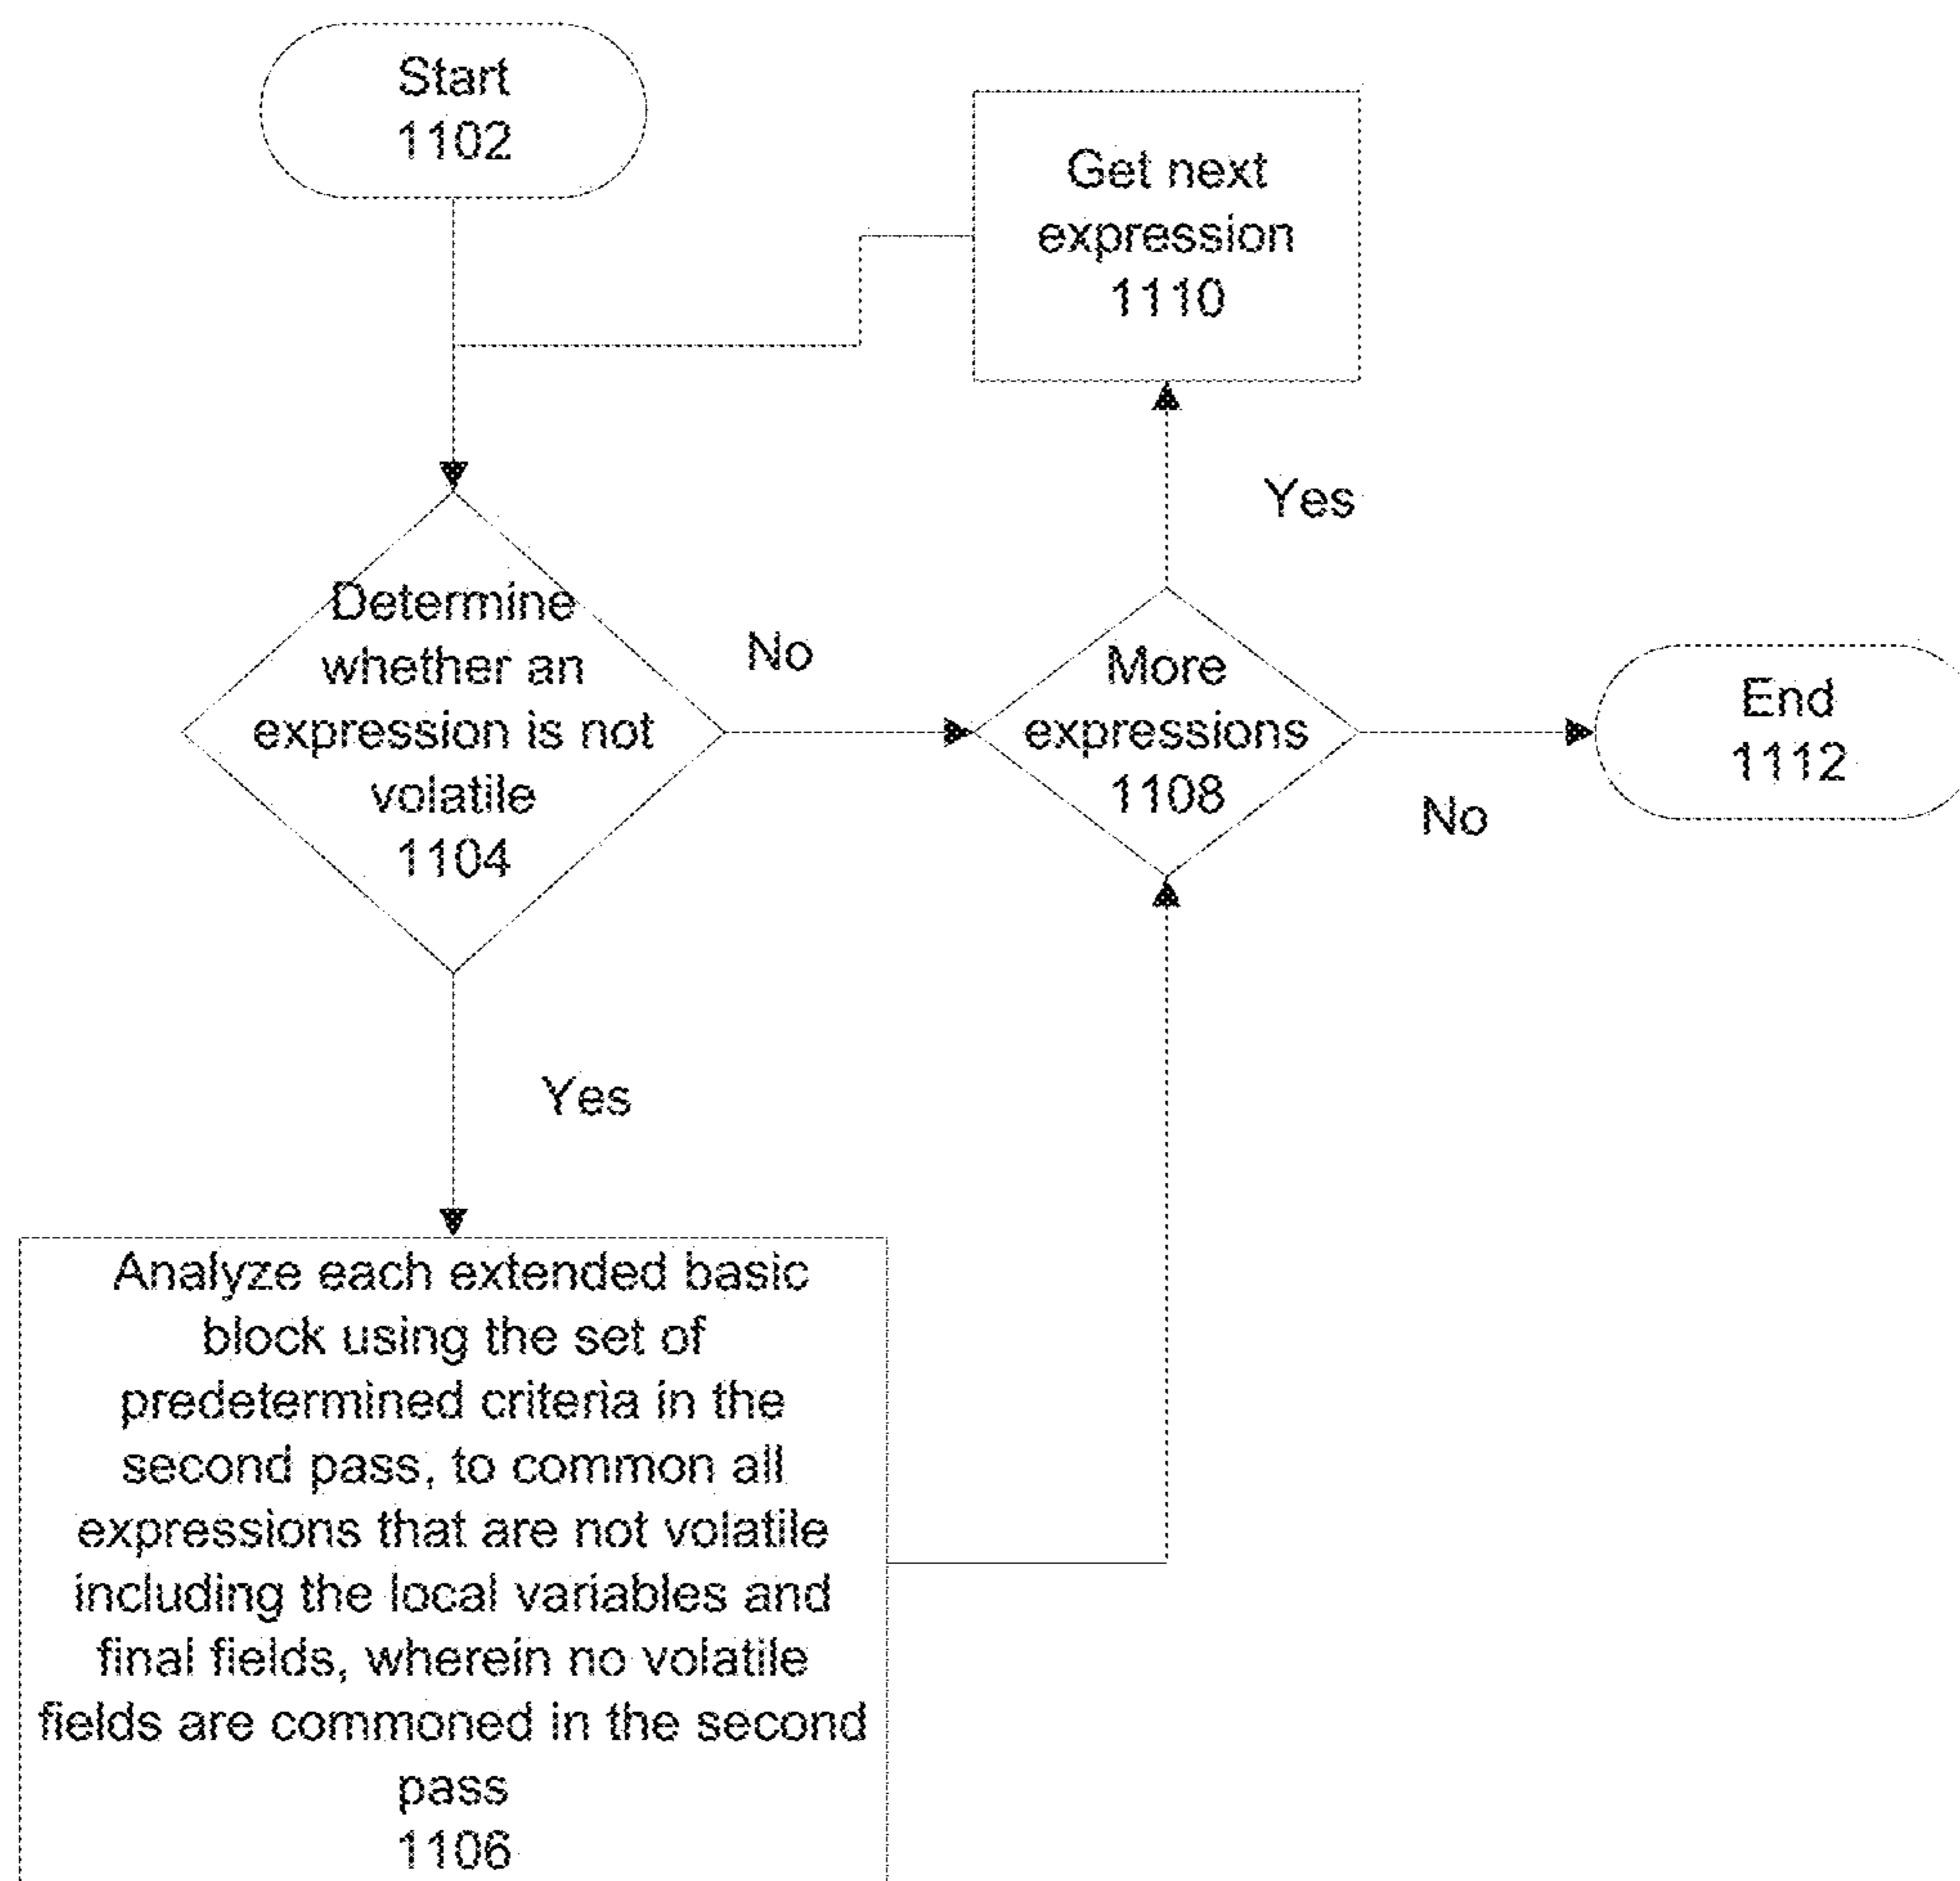 Start
1102
Get next
expression
1110
Yes
Determine
whether an
expression is not
volatile
1104
No
More
expressions
1108
No
End
1112
Yes
Analyze each extended basic
block using the set of
predetermined criteria in the
second pass, to common all
expressions that are not volatile
including the local variables and
final fields, wherein no volatile
fields are commoned in the second
pass
1106